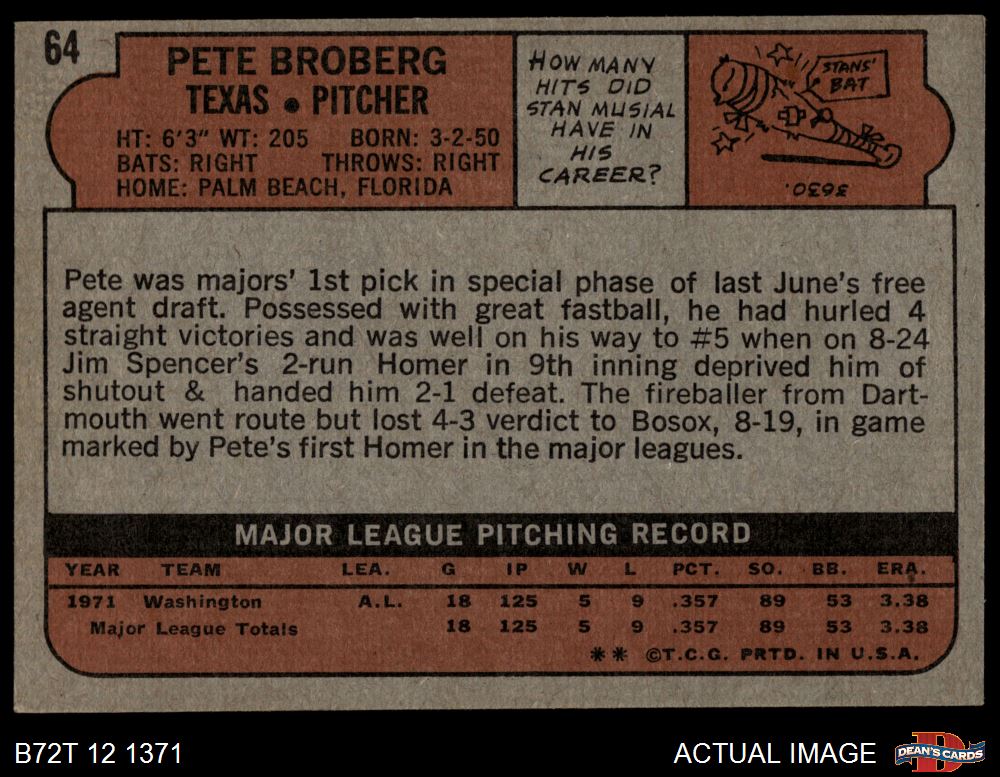 64
PETE BROBERG
TEXAS • PITCHER
HT: 6'3" WT: 205 BORN: 3-2-50
BATS: RIGHT THROWS: RIGHT
HOME: PALM BEACH, FLORIDA
HOW MANY
HITS DID
STAN MUSIAL
HAVE IN
HIS
CAREER?
STANS'
BAT
3630.
Pete was majors' 1st pick in special phase of last June's free
agent draft. Possessed with great fastball, he had hurled 4
straight victories and was well on his way to #5 when on 8-24
Jim Spencer's 2-run Homer in 9th inning deprived him of
shutout & handed him 2-1 defeat. The fireballer from Dart-
mouth went route but lost 4-3 verdict to Bosox, 8-19, in game
marked by Pete's first Homer in the major leagues.
MAJOR LEAGUE PITCHING RECORD
YEAR TEAM LEA. G IP W L PCT. SO. BB. ERA.
1971 Washington A.L. 18 125 5 9 .357 89 53 3.38
Major League Totals 18 125 5 9 .357 89 53 3.38
** ©T.C.G. PRTD. IN U.S.A.
B72T 12 1371 ACTUAL IMAGE
DEAN'S CARDS